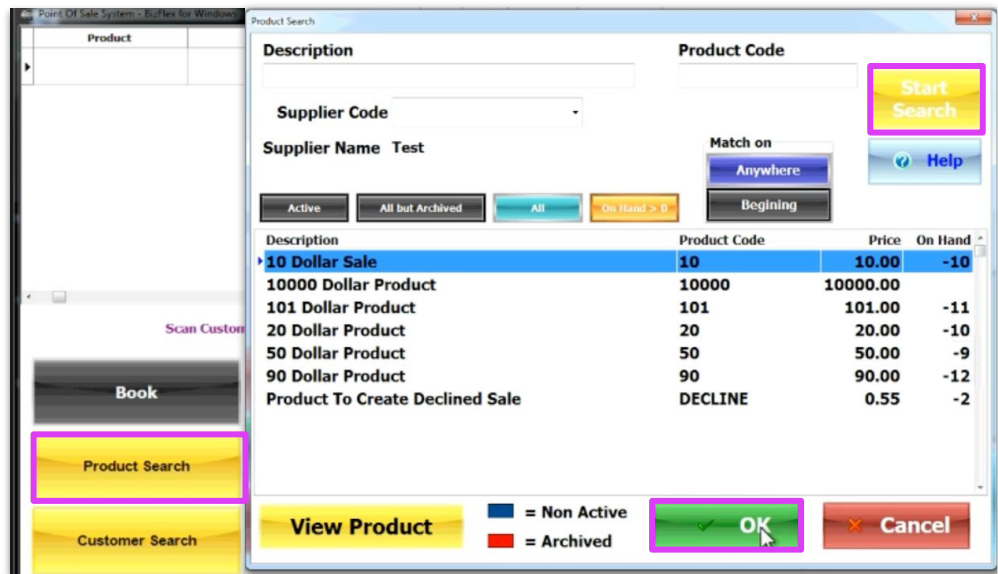 Point Of Sale System - BizFlex for Windows
Product
Scan Custom
Book
Product Search
Customer Search
Product Search
Description Product Code
Start
Search
Supplier Code
Supplier Name Test
Help
Match on
Anywhere
Begining
Active All but Archived All On Hand > 0
Description Product Code Price On Hand
10 Dollar Sale 10 10.00 -10
10000 Dollar Product 10000 10000.00
101 Dollar Product 101 101.00 -11
20 Dollar Product 20 20.00 -10
50 Dollar Product 50 50.00 -9
90 Dollar Product 90 90.00 -12
Product To Create Declined Sale DECLINE 0.55 -2
View Product
= Non Active
= Archived
OK
Cancel